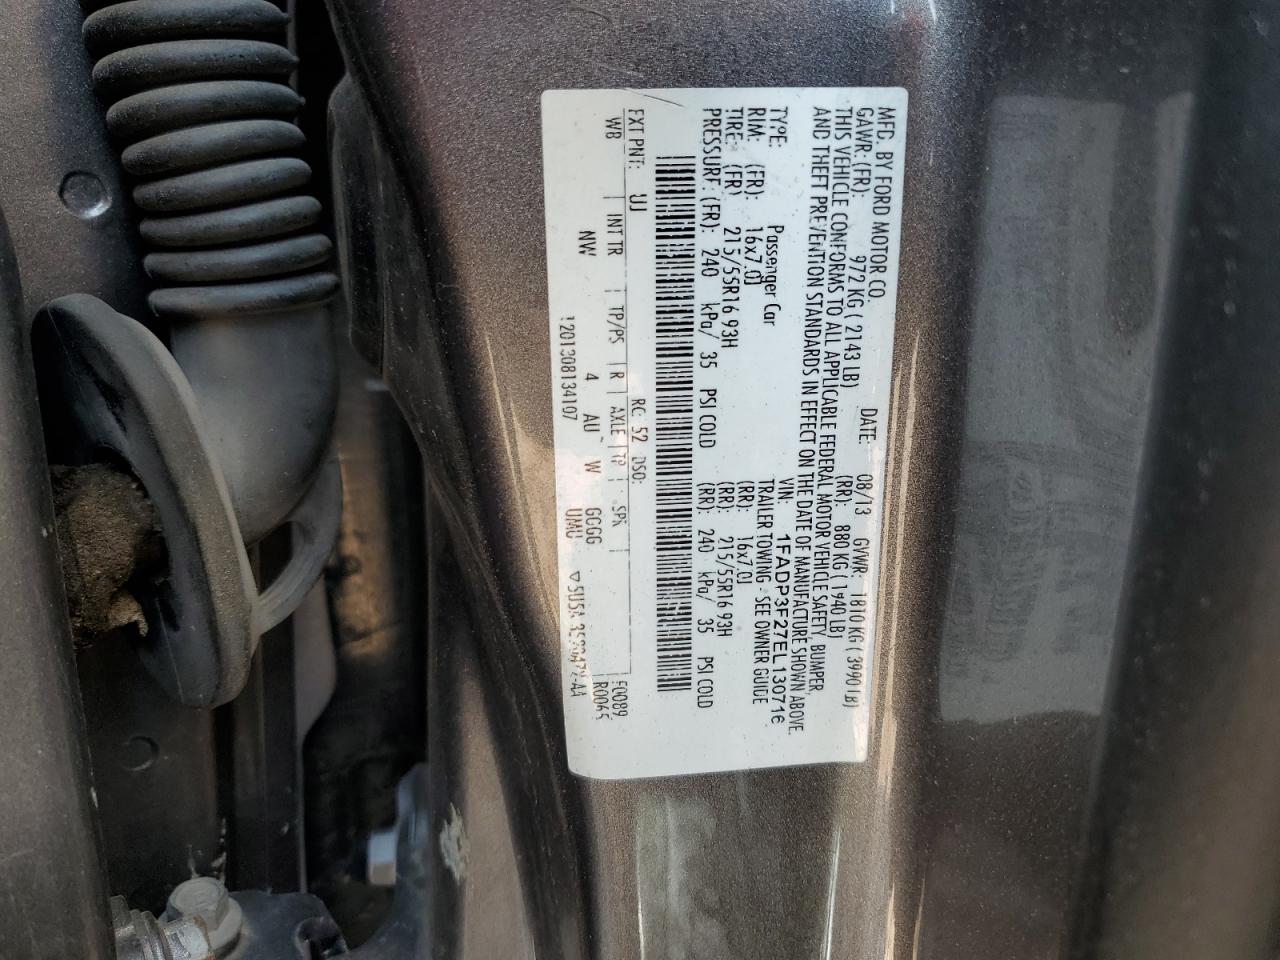 MFD. BY FORD MOTOR CO.
DATE: 08/13 GVWR: 1810 KG ( 3990 LB)
GAWR: (FR): 972 KG ( 2143 LB) (RR): 880 KG ( 1940 LB)
THIS VEHICLE CONFORMS TO ALL APPLICABLE FEDERAL MOTOR VEHICLE SAFETY, BUMPER,
AND THEFT PREVENTION STANDARDS IN EFFECT ON THE DATE OF MANUFACTURE SHOWN ABOVE.
VIN: 1FADP3F27EL130716
TYPE: Passenger Car TRAILER TOWING - SEE OWNER GUIDE
RIM: (FR): 16x7.0J (RR): 16x7.0J
TIRE: (FR) 215/55R16 93H (RR) 215/55R16 93H
PRESSURE: (FR): 240 kPa/ 35 PSI COLD (RR): 240 kPa/ 35 PSI COLD
RC: 52 DSO:
EXT PNT: UJ F0089
WB INT TR TP/PS R AXLE TP SPR R0065
NW 4 AU W GGGG
UMU
1201308134107